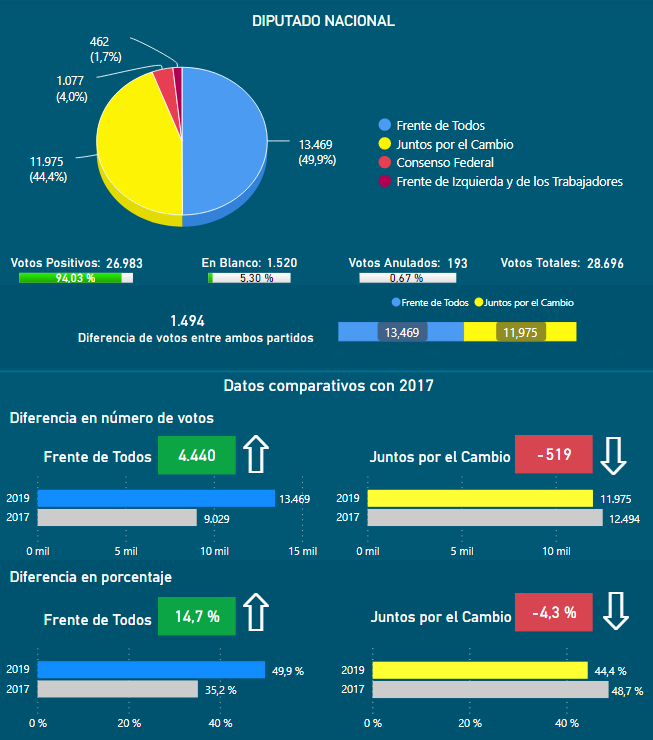 DIPUTADO NACIONAL
462
(1,7%)
1.077
(4,0%)
11.975
(44,4%)
13.469
(49,9%)
Frente de Todos
Juntos por el Cambio
Consenso Federal
Frente de Izquierda y de los Trabajadores
Votos Positivos: 26.983
94,03 %
En Blanco: 1.520
5,30 %
Votos Anulados: 193
0,67 %
Votos Totales: 28.696
1.494
Diferencia de votos entre ambos partidos
Frente de Todos Juntos por el Cambio
13,469 11,975
Datos comparativos con 2017
Diferencia en número de votos
Frente de Todos 4.440
2019 13.469
2017 9.029
0 mil 5 mil 10 mil 15 mil
Juntos por el Cambio -519
2019 11.975
2017 12.494
0 mil 5 mil 10 mil
Diferencia en porcentaje
Frente de Todos 14,7 %
2019 49,9 %
2017 35,2 %
0 % 20 % 40 %
Juntos por el Cambio -4,3 %
2019 44,4 %
2017 48,7 %
0 % 20 % 40 %